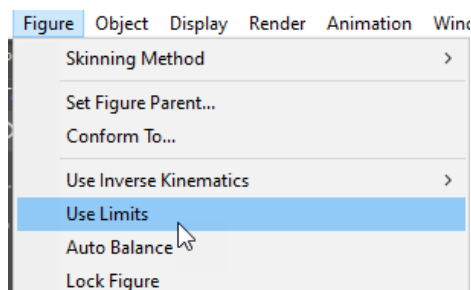 Figure Object Display Render Animation
Skinning Method
Set Figure Parent...
Conform To...
Use Inverse Kinematics
Use Limits
Auto Balance
Lock Figure